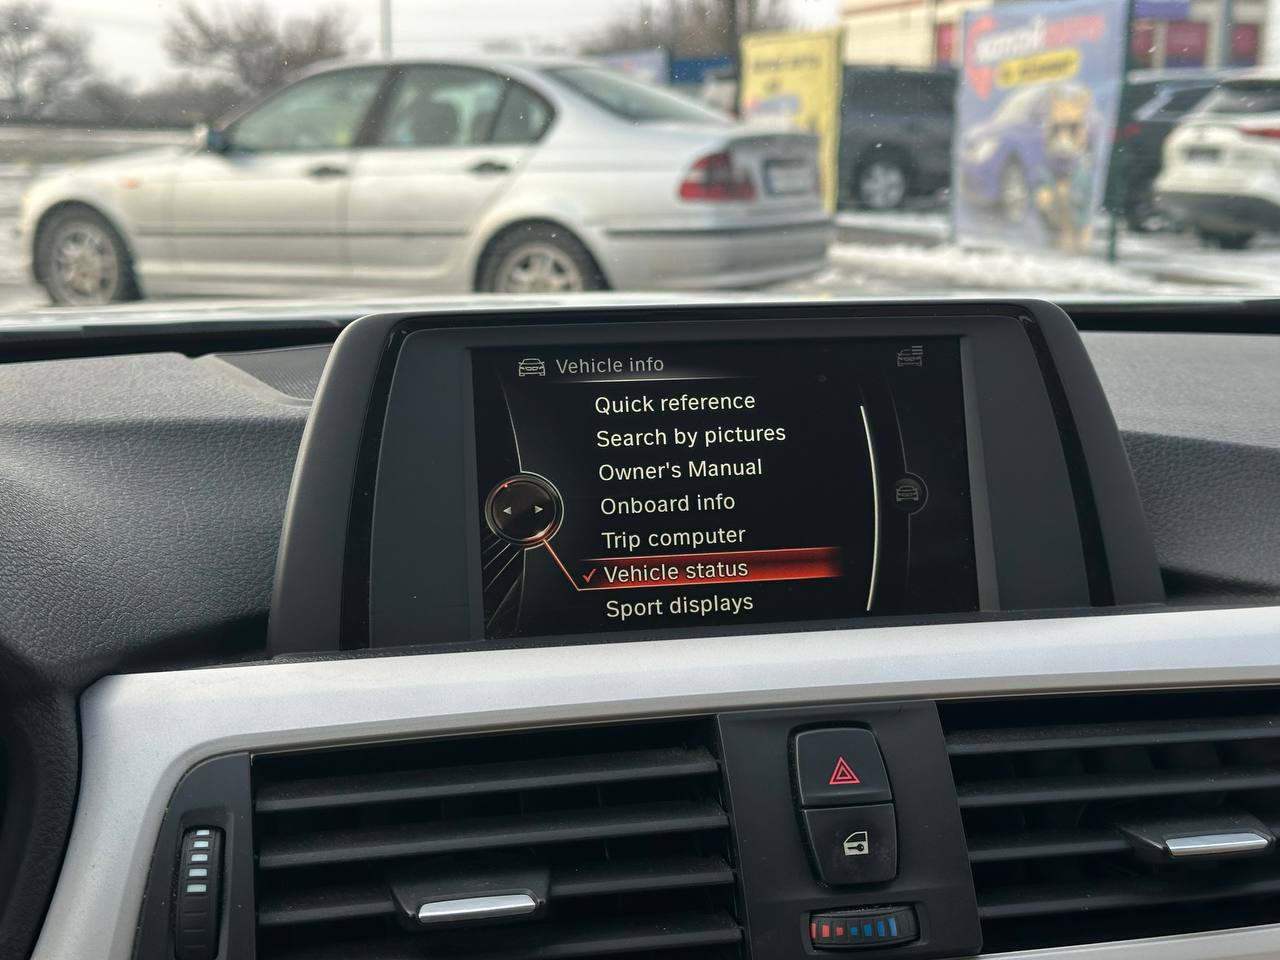 Vehicle info
Quick reference
Search by pictures
Owner's Manual
Onboard info
Trip computer
Vehicle status
Sport displays